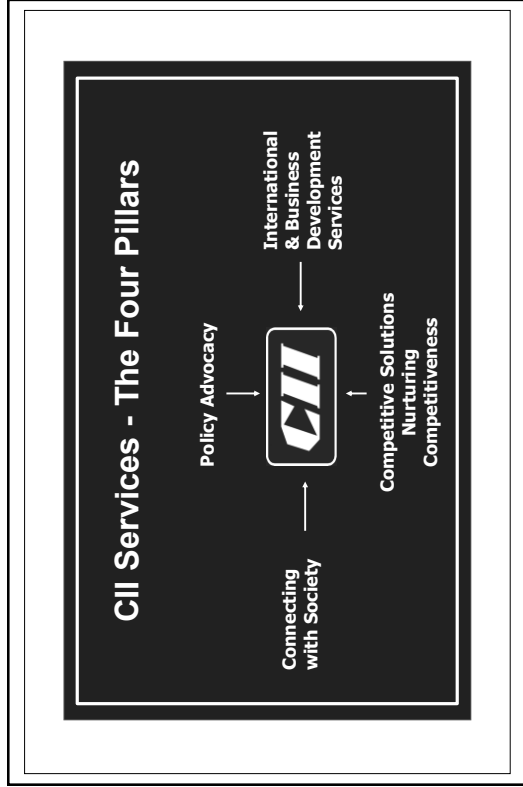 CII Services - The Four Pillars
Policy Advocacy
Connecting
with Society
CII
International
& Business
Development
Services
Competitive Solutions
Nurturing
Competitiveness